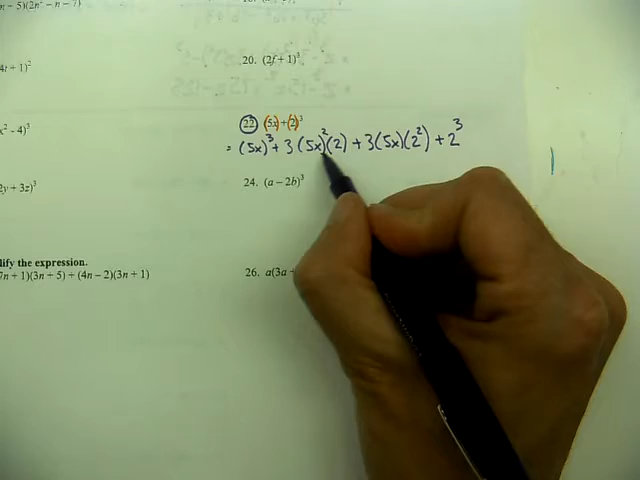 n − 5)(2n² − n − 7)
20. (2f + 1)³
4t + 1)²
22. (5x + 2)³
x² - 4)³
= (5x)³ + 3(5x)²(2) + 3(5x)(2²) + 2³
24. (a − 2b)³
2y + 3z)³
lify the expression.
7n + 1)(3n + 5) + (4n − 2)(3n + 1)
26. a(3a